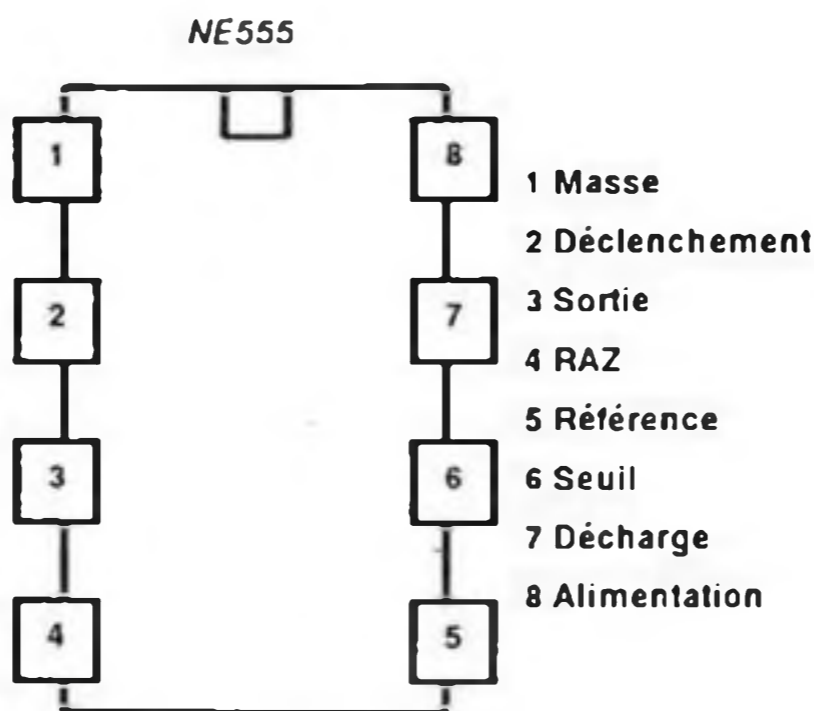 NE555
1
8
2
7
3
6
4
5
1 Masse
2 Déclenchement
3 Sortie
4 RAZ
5 Référence
6 Seuil
7 Décharge
8 Alimentation